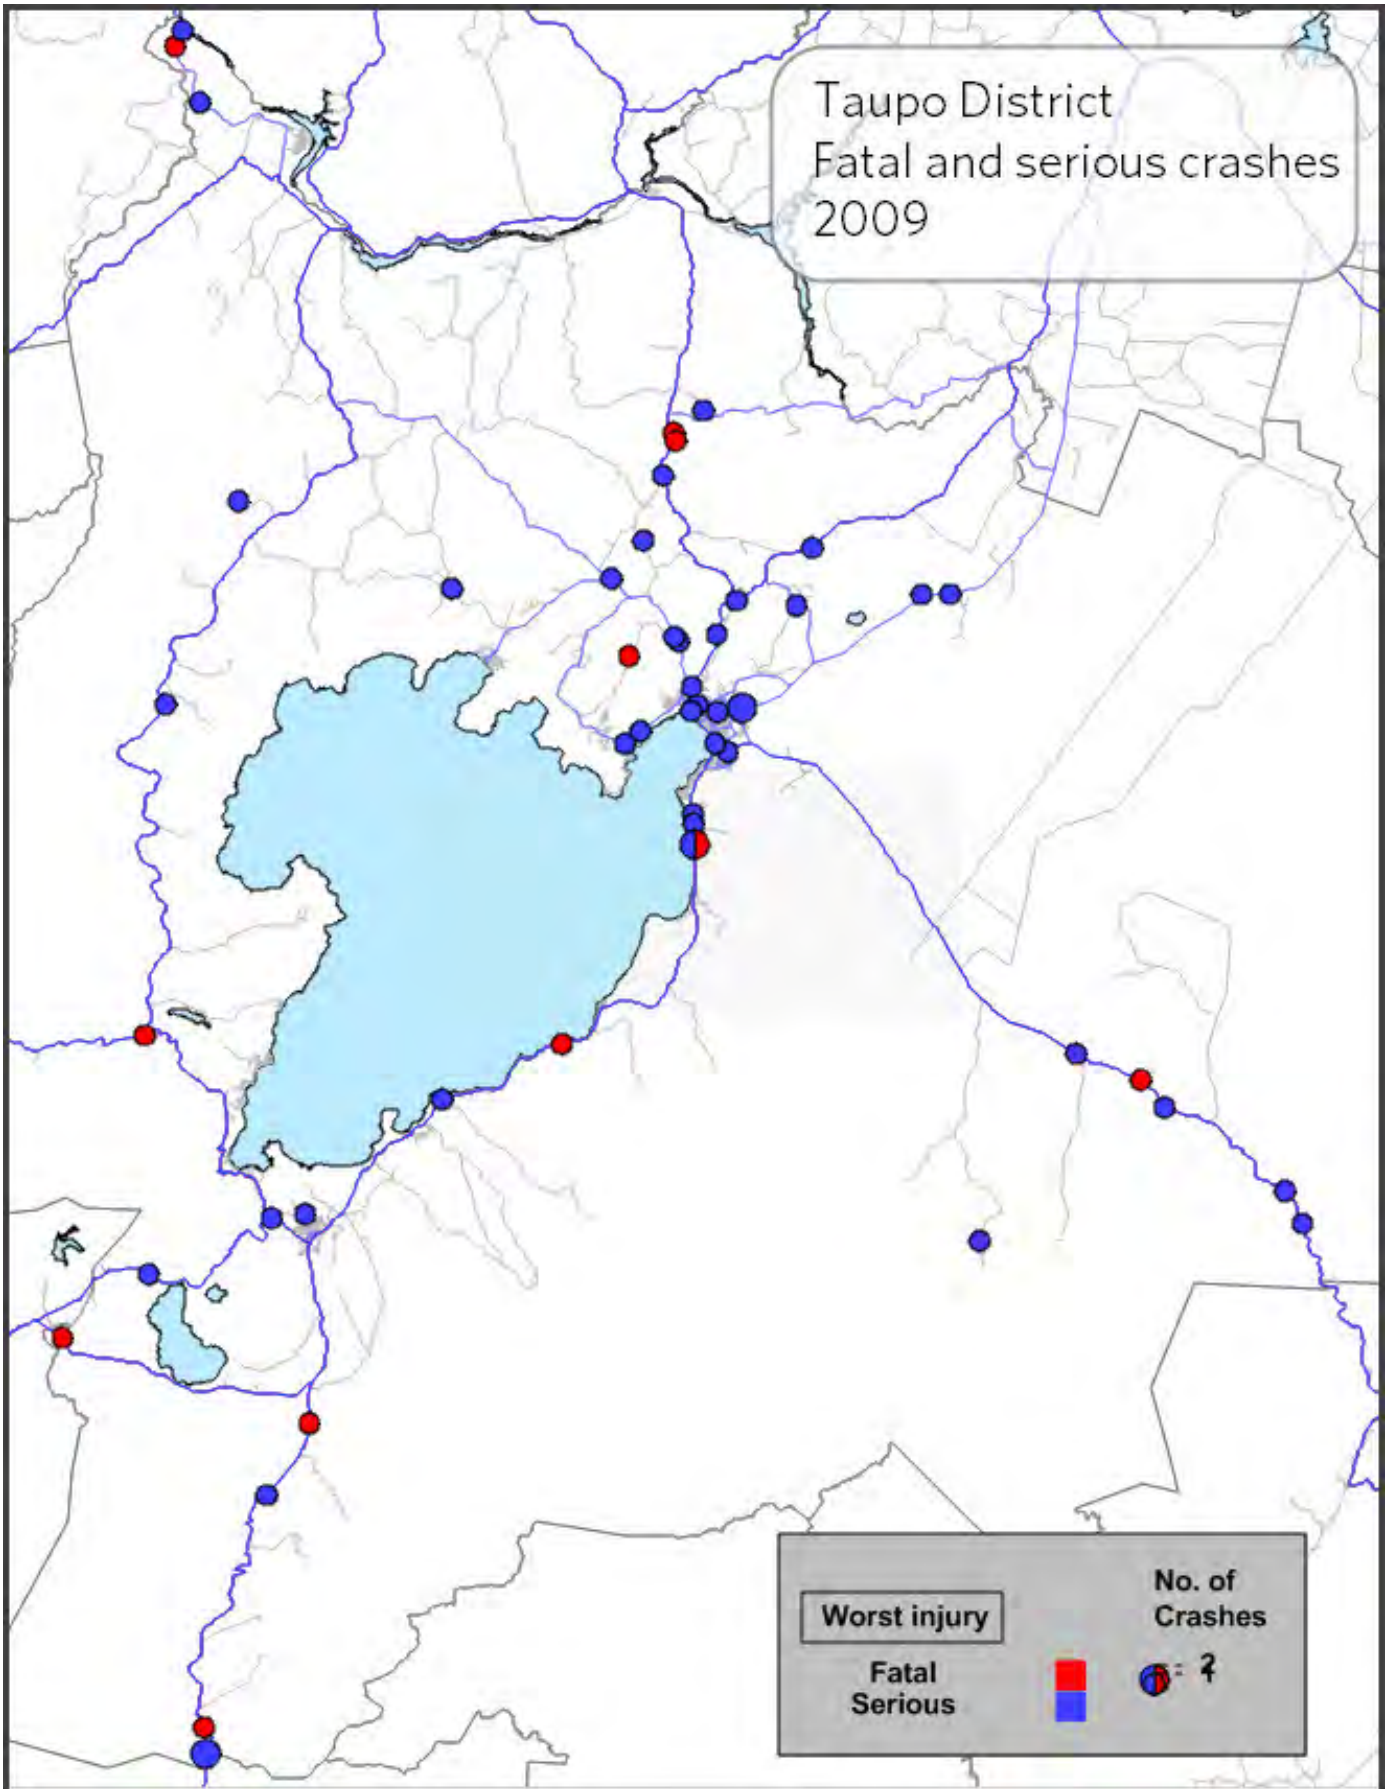 Taupo District
Fatal and serious crashes
2009
No. of
Crashes
Worst injury
Fatal
Serious